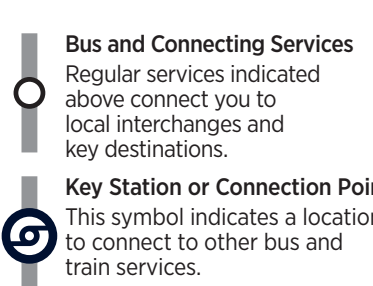 Bus and Connecting Services
Regular services indicated
above connect you to
local interchanges and
key destinations.
Key Station or Connection
This symbol indicates a
to connect to other bus and
train services.